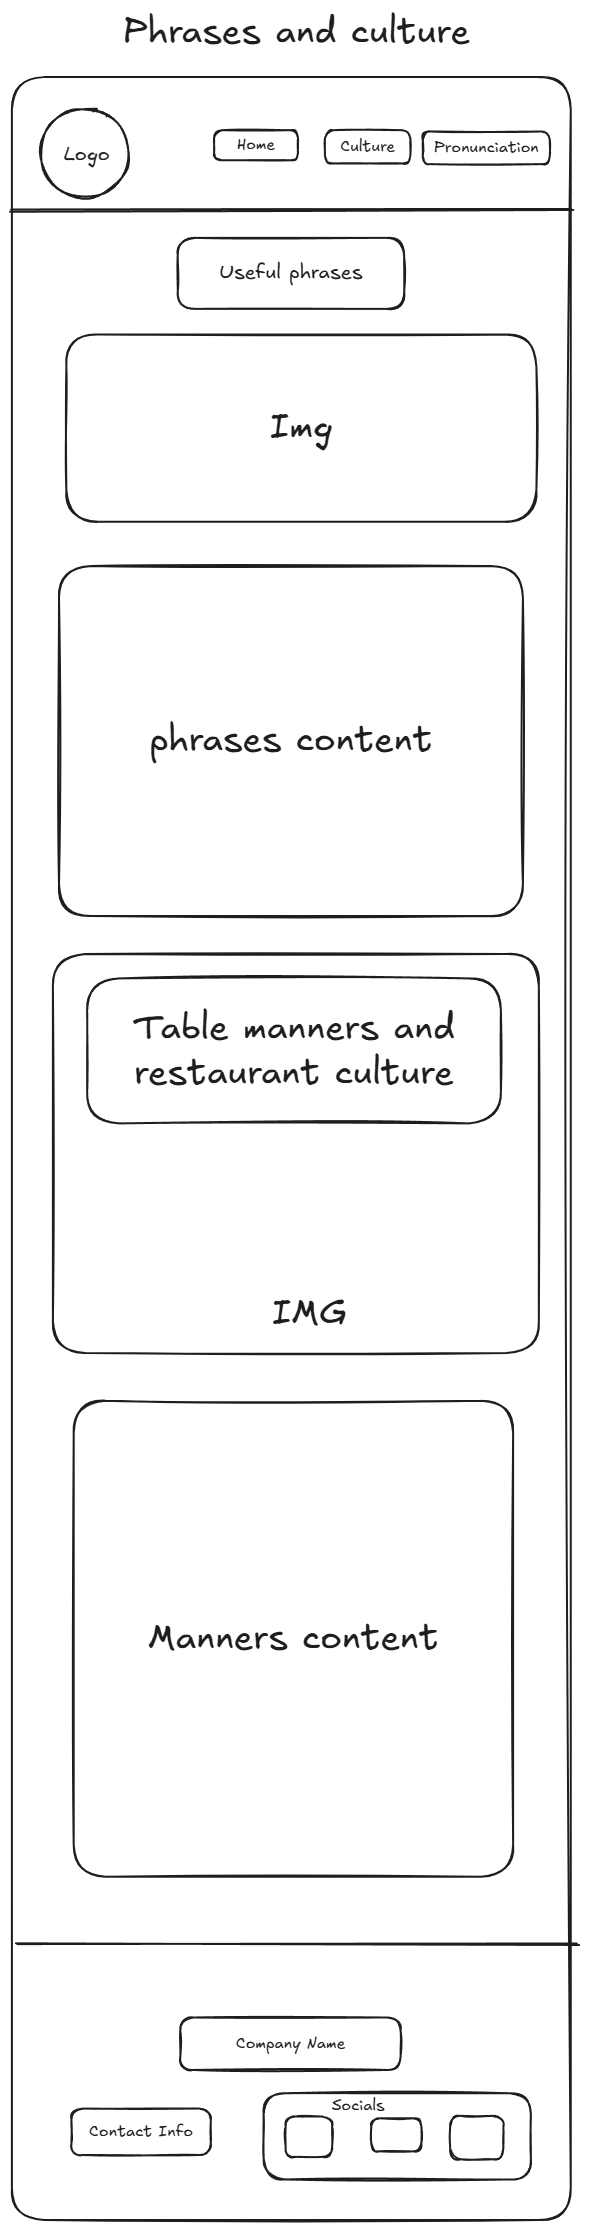 Phrases and culture
Logo
Home
Culture
Pronunciation
Useful phrases
Img
phrases content
Table manners and
restaurant culture
IMG
Manners content
Company Name
Socials
Contact Info